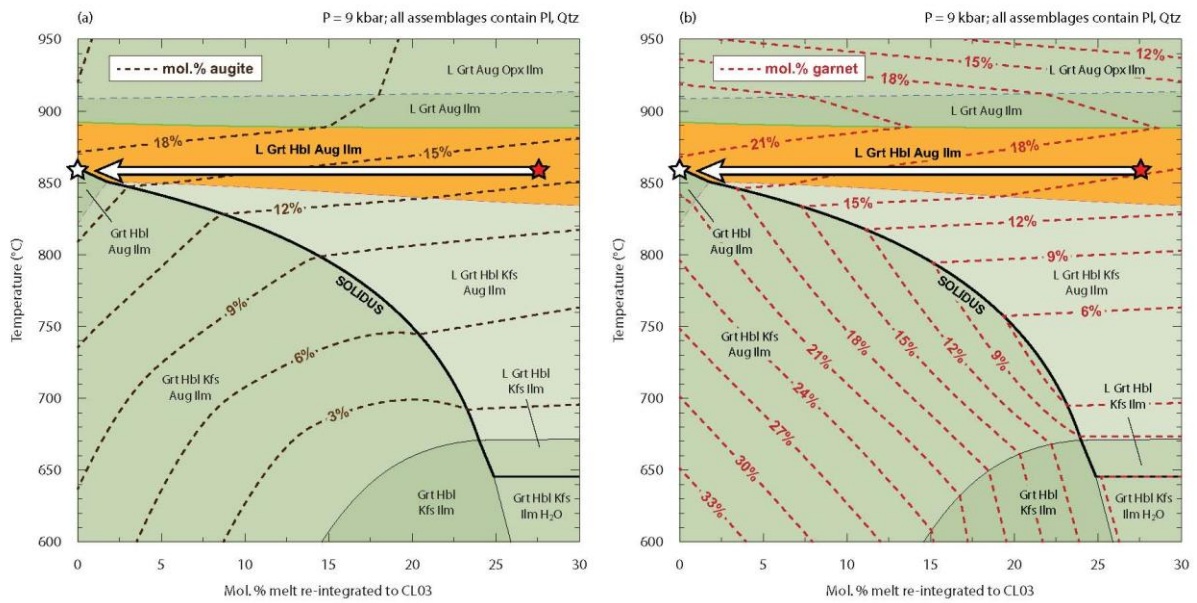 (a)
P = 9 kbar; all assemblages contain Pl, Qtz
950
900
850
800
750
700
650
600
Temperature (°C)
mol.% augite
L Grt Aug Opx Ilm
L Grt Aug Ilm
18%
L Grt Hbl Aug Ilm
15%
Grt Hbl
Aug Ilm
12%
L Grt Hbl Kfs
Aug Ilm
SOLIDUS
9%
6%
Grt Hbl Kfs
Aug Ilm
3%
L Grt Hbl
Kfs Ilm
Grt Hbl
Kfs Ilm
Grt Hbl Kfs
Ilm H2O
0 5 10 15 20 25 30
Mol. % melt re-integrated to CL03
(b)
P = 9 kbar; all assemblages contain Pl, Qtz
950
900
850
800
750
700
650
600
Temperature (°C)
mol.% garnet
12%
15%
L Grt Aug Opx Ilm
18%
L Grt Aug Ilm
21%
L Grt Hbl Aug Ilm
18%
15%
Grt Hbl
Aug Ilm
12%
9%
L Grt Hbl Kfs
Aug Ilm
SOLIDUS
6%
Grt Hbl Kfs
Aug Ilm
21%
18%
15%
12%
9%
24%
27%
30%
33%
L Grt Hbl
Kfs Ilm
Grt Hbl
Kfs Ilm
Grt Hbl Kfs
Ilm H2O
0 5 10 15 20 25 30
Mol. % melt re-integrated to CL03